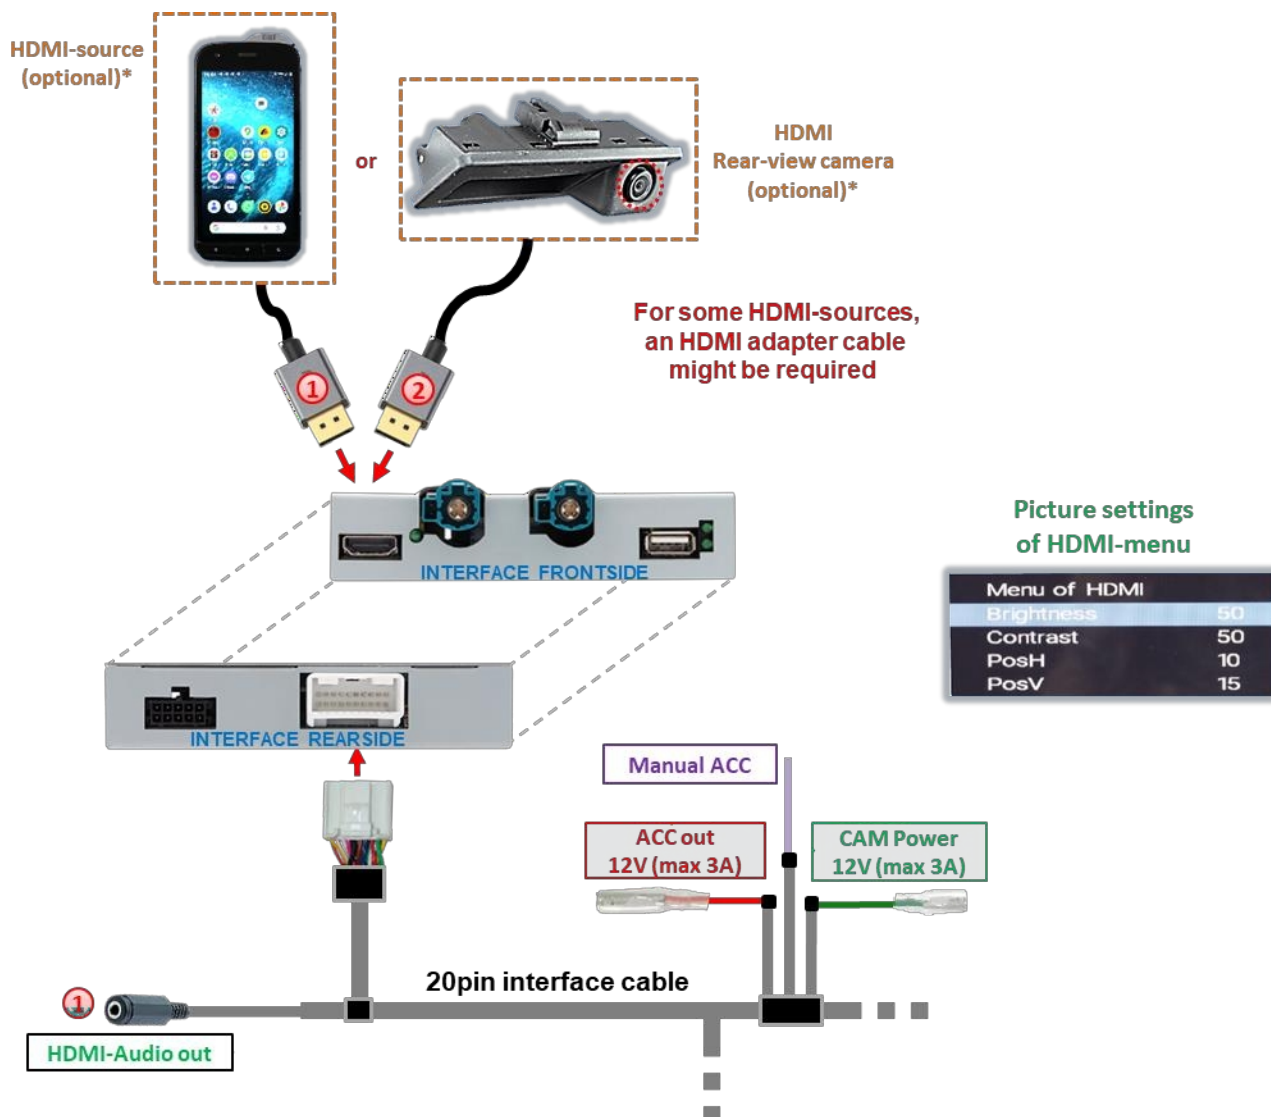 HDMI-source
(optional)*
or
HDMI
Rear-view camera
(optional)*
For some HDMI-sources,
an HDMI adapter cable
might be required
1
2
INTERFACE FRONTSIDE
Picture settings
of HDMI-menu
Menu of HDMI
Brightness 50
Contrast 50
PosH 10
PosV 15
INTERFACE REARSIDE
Manual ACC
ACC out
12V (max 3A)
CAM Power
12V (max 3A)
20pin interface cable
1
HDMI-Audio out